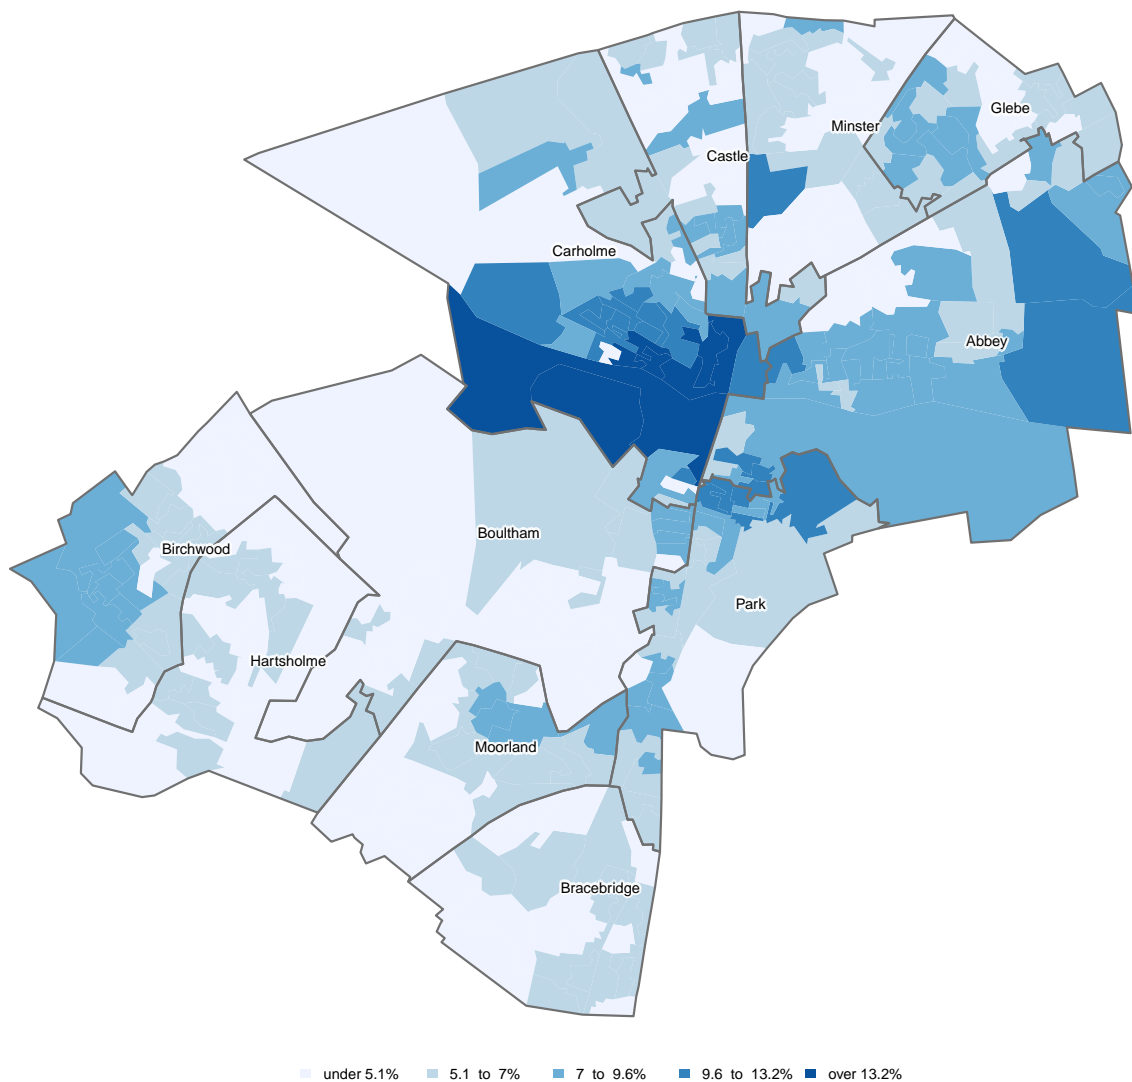 Glebe
Minster
Castle
Carholme
Abbey
Boultham
Birchwood
Park
Hartsholme
Moorland
Bracebridge
under 5.1% 5.1 to 7% 7 to 9.6% 9.6 to 13.2% over 13.2%